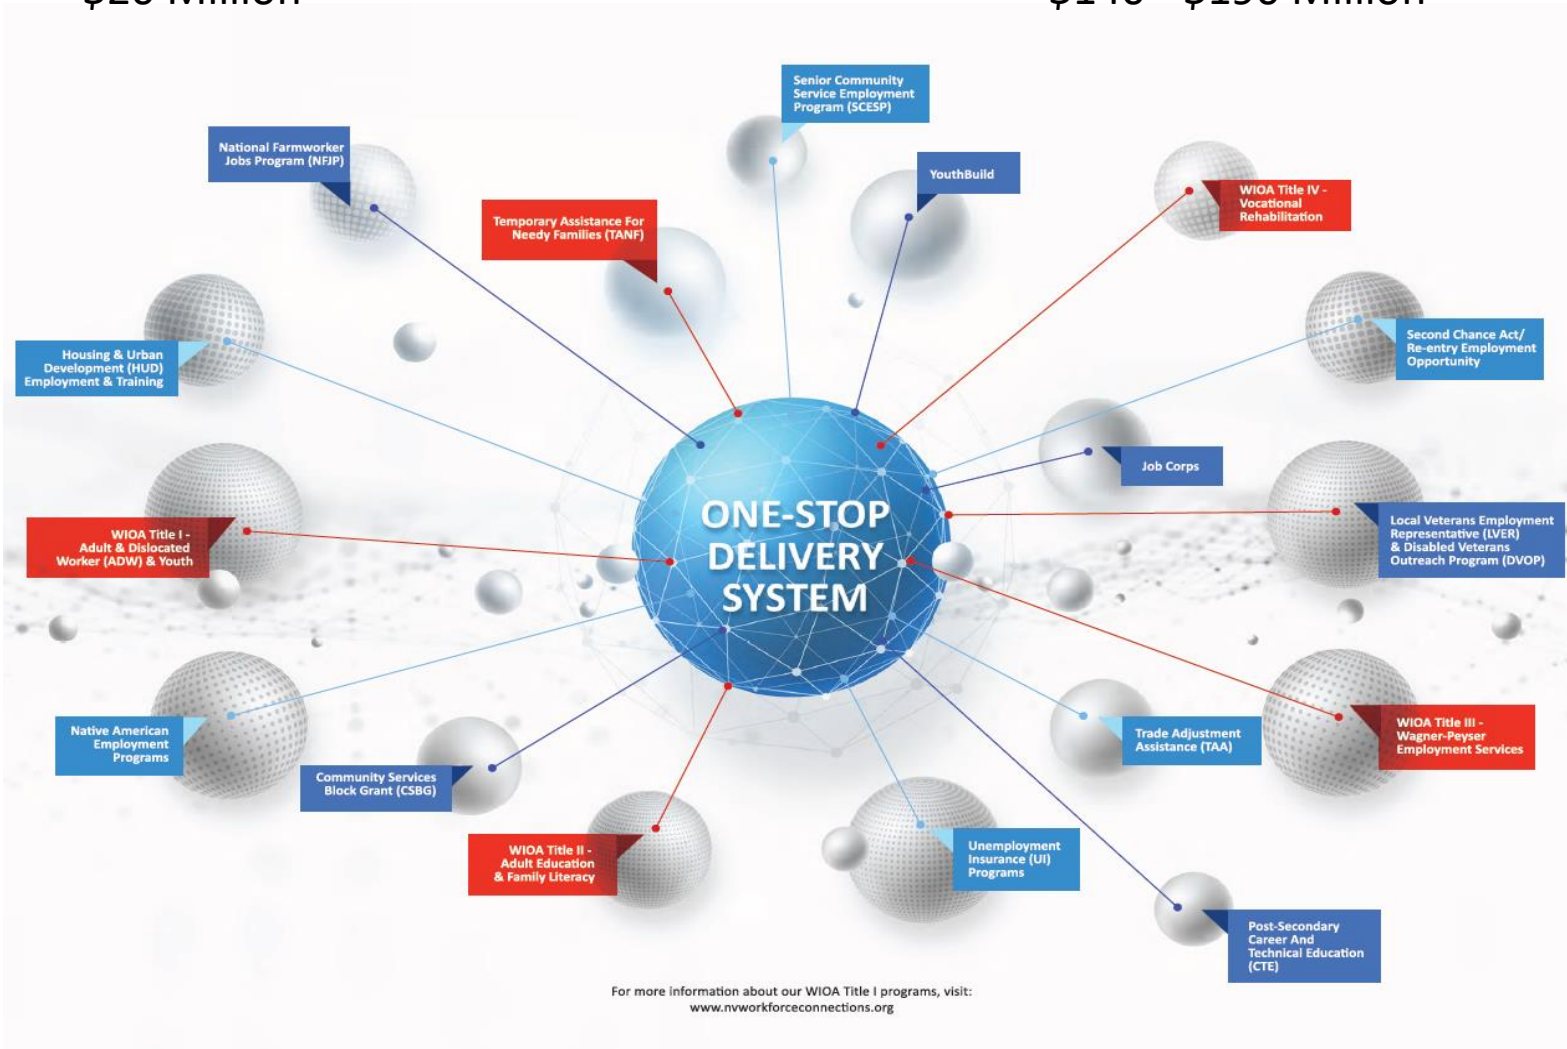 Senior Community
Service Employment
Program (SCESP)
National Farmworker
Jobs Program (NFJP)
YouthBuild
WIOA Title IV -
Vocational
Rehabilitation
Temporary Assistance For
Needy Families (TANF)
Second Chance Act/
Re-entry Employment
Opportunity
Housing & Urban
Development (HUD)
Employment & Training
Job Corps
ONE-STOP
DELIVERY
SYSTEM
Local Veterans Employment
Representative (LVER)
& Disabled Veterans
Outreach Program (DVOP)
WIOA Title I -
Adult & Dislocated
Worker (ADW) & Youth
Native American
Employment
Programs
Trade Adjustment
Assistance (TAA)
WIOA Title III -
Wagner-Peyser
Employment Services
Community Services
Block Grant (CSBG)
WIOA Title II -
Adult Education
& Family Literacy
Unemployment
Insurance (UI)
Programs
Post-Secondary
Career And
Technical Education
(CTE)
For more information about our WIOA Title I programs, visit:
www.nvworkforceconnections.org